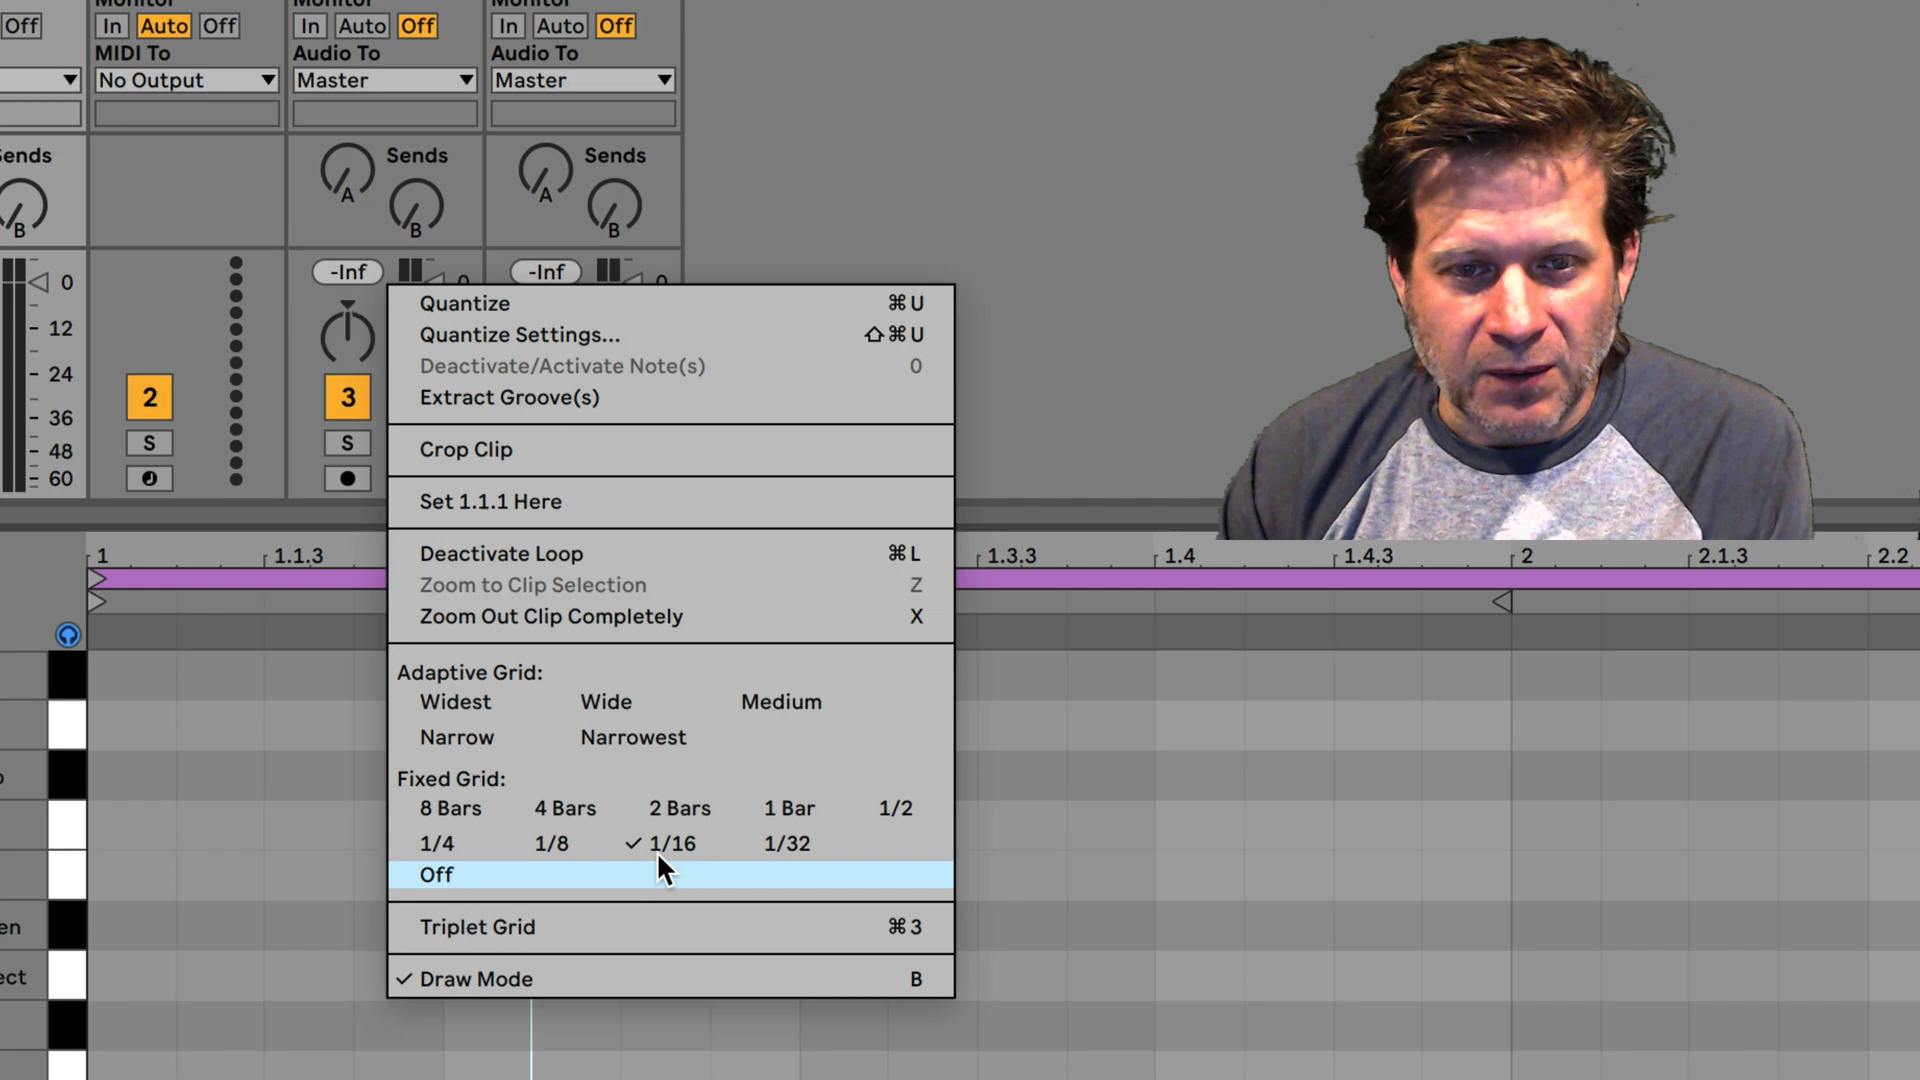 Monitor Monitor Monitor
Off In Auto Off In Auto Off In Auto Off
MIDI To Audio To Audio To
No Output Master Master
Sends Sends Sends
A A
B B B
-Inf -Inf
0 0 0
12
24
36
48
60
2 3
S S
Quantize ⌘U
Quantize Settings... ⇧⌘U
Deactivate/Activate Note(s) 0
Extract Groove(s)
Crop Clip
Set 1.1.1 Here
Deactivate Loop ⌘L
Zoom to Clip Selection Z
Zoom Out Clip Completely X
Adaptive Grid:
Widest Wide Medium
Narrow Narrowest
Fixed Grid:
8 Bars 4 Bars 2 Bars 1 Bar 1/2
1/4 1/8 ✓ 1/16 1/32
Off
Triplet Grid ⌘3
✓ Draw Mode B
1 1.1.3 1.3.3 1.4 1.4.3 2 2.1.3 2.2
en
ect